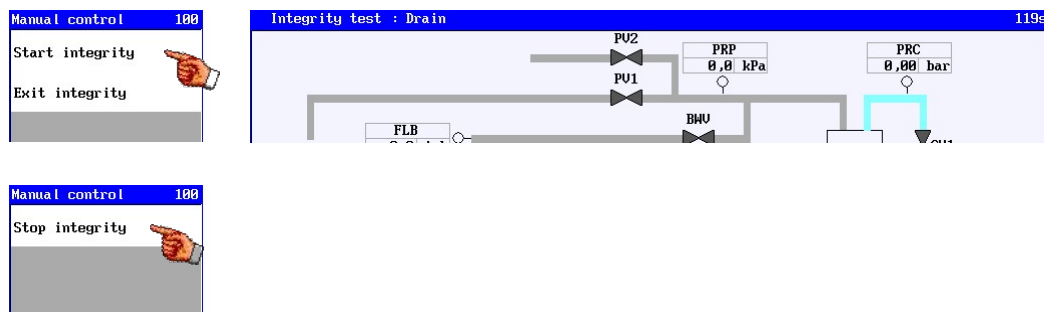 Manual control 100
Start integrity
Exit integrity
Integrity test : Drain 119s
PV2
PRP
0,0 kPa
PRC
0,00 bar
PV1
BWV
FLB
Manual control 100
Stop integrity